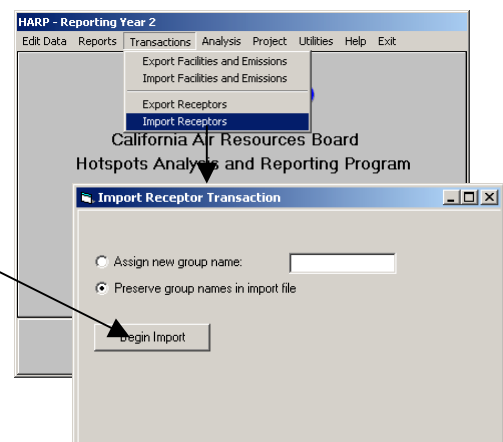 HARP - Reporting Year 2
Edit Data Reports Transactions Analysis Project Utilities Help Exit
Export Facilities and Emissions
Import Facilities and Emissions
Export Receptors
Import Receptors
California Air Resources Board
Hotspots Analysis and Reporting Program
Import Receptor Transaction
Assign new group name:
Preserve group names in import file
Begin Import